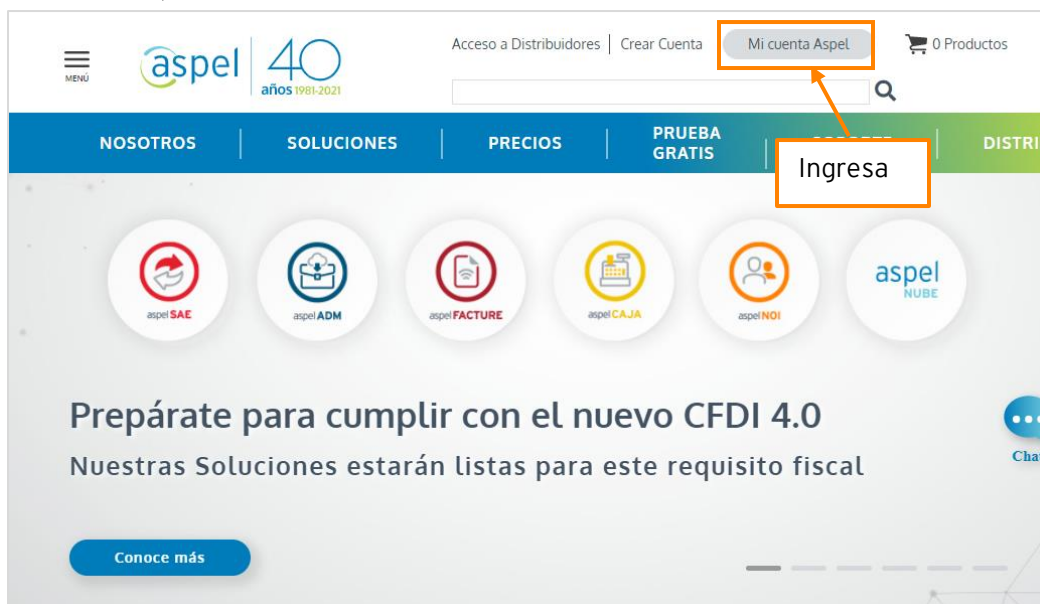 Acceso a Distribuidores | Crear Cuenta
Mi cuenta Aspel
0 Productos
MENÚ
aspel
40
años 1981-2021
NOSOTROS
SOLUCIONES
PRECIOS
PRUEBA
GRATIS
DISTRI
Ingresa
aspel SAE
aspel ADM
aspel FACTURE
aspel CAJA
aspel NOI
aspel
NUBE
Prepárate para cumplir con el nuevo CFDI 4.0
Nuestras Soluciones estarán listas para este requisito fiscal
Chat
Conoce más